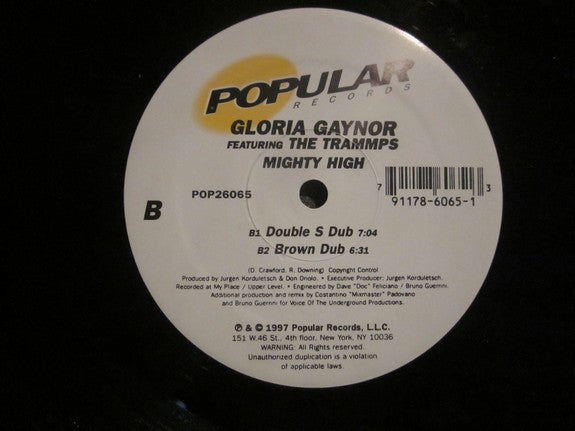 POPULAR
RECORDS
GLORIA GAYNOR
FEATURING THE TRAMMPS
MIGHTY HIGH
POP26065
7 91178-6065-1 3
B
B1 Double S Dub 7:04
B2 Brown Dub 6:31
(D. Crawford, R. Downing) Copyright Control
Produced by Jurgen Korduletsch & Don Oriolo. • Executive Producer: Jurgen Korduletsch.
Recorded at My Place / Upper Level. • Engineered by Dave "Doc" Feliciano / Bruno Guernni.
Additional production and remix by Costantino "Mixmaster" Padovano
and Bruno Guernni for Voice Of The Underground Productions.
℗ & © 1997 Popular Records, L.L.C.
151 W.46 St., 4th floor, New York, NY 10036
WARNING: All Rights reserved.
Unauthorized duplication is a violation
of applicable laws.